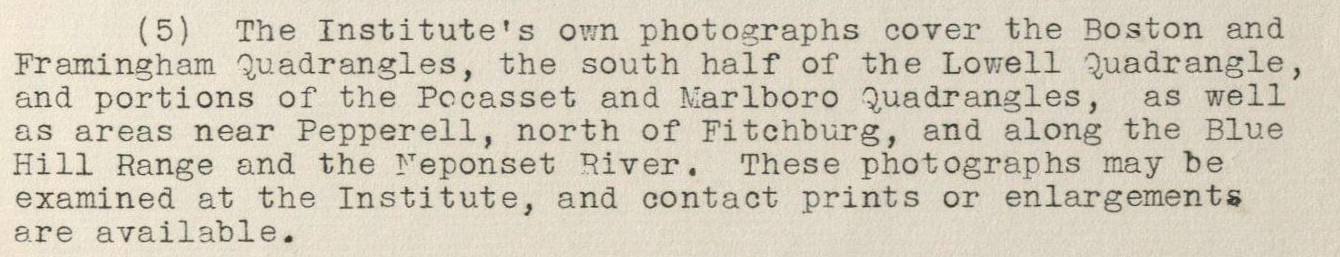 (5) The Institute's own photographs cover the Boston and
Framingham Quadrangles, the south half of the Lowell Quadrangle,
and portions of the Pocasset and Marlboro Quadrangles, as well
as areas near Pepperell, north of Fitchburg, and along the Blue
Hill Range and the Neponset River. These photographs may be
examined at the Institute, and contact prints or enlargements
are available.